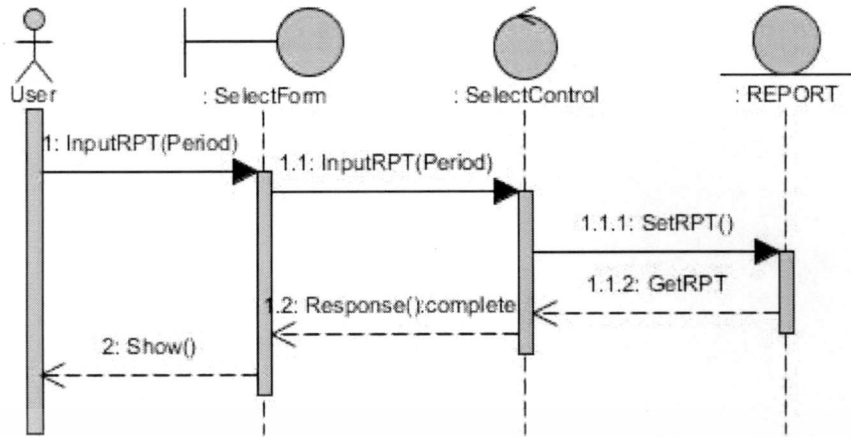 User
: SelectForm
: SelectControl
: REPORT
1: InputRPT(Period)
1.1: InputRPT(Period)
1.1.1: SetRPT()
1.1.2: GetRPT
1.2: Response():complete
2: Show()